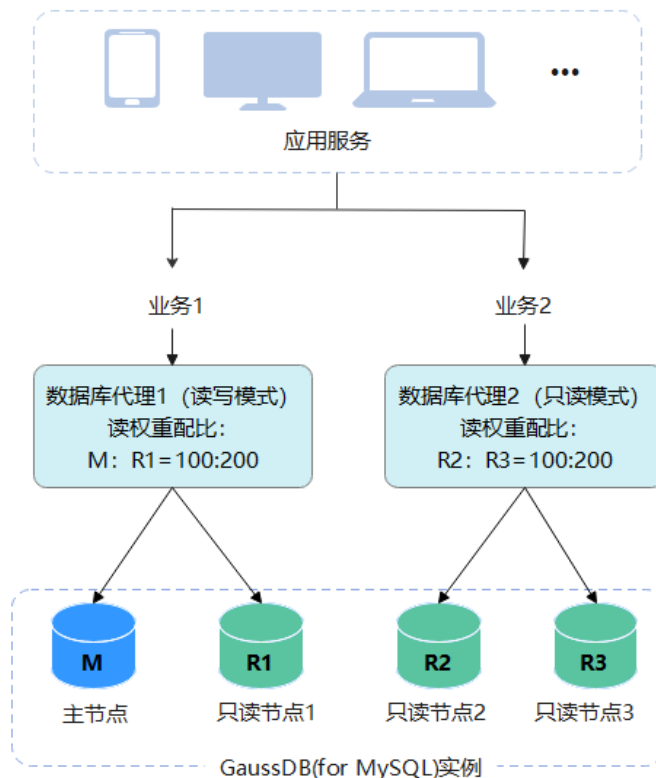 •••
应用服务
业务1
业务2
数据库代理1（读写模式）
读权重配比：
M：R1=100:200
数据库代理2（只读模式）
读权重配比：
R2：R3=100:200
M
R1
R2
R3
主节点
只读节点1
只读节点2
只读节点3
GaussDB(for MySQL)实例